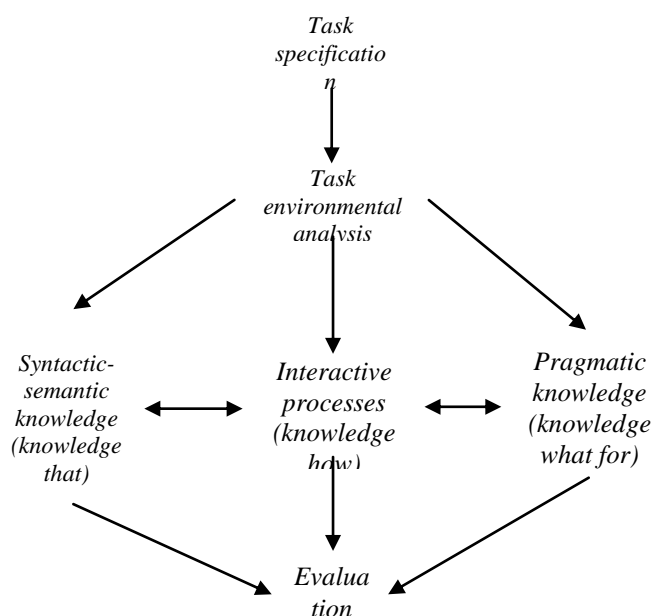 Task
specificatio
n
Task
environmental
analysis
Syntactic-
semantic
knowledge
(knowledge
that)
Interactive
processes
(knowledge
how)
Pragmatic
knowledge
(knowledge
what for)
Evalua
tion